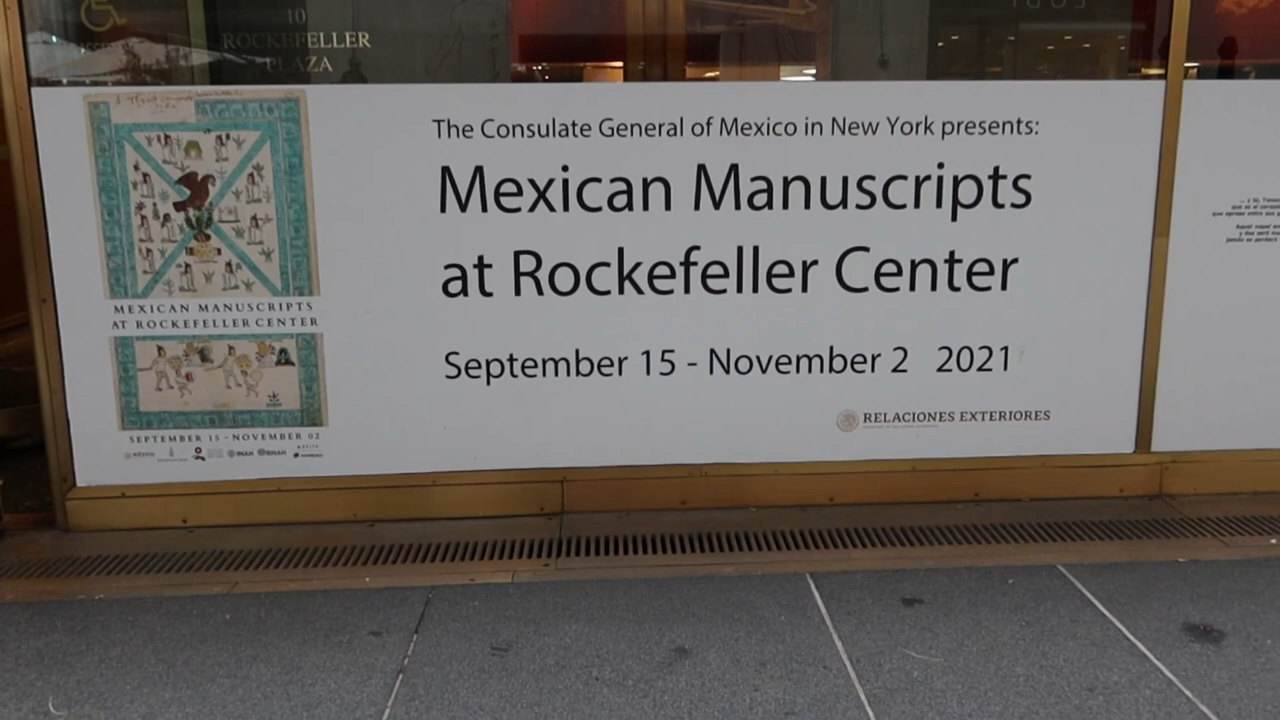 10
ROCKEFELLER
PLAZA
The Consulate General of Mexico in New York presents:
Mexican Manuscripts
at Rockefeller Center
September 15 - November 2 2021
RELACIONES EXTERIORES
MEXICAN MANUSCRIPTS
AT ROCKEFELLER CENTER
SEPTEMBER 15 - NOVEMBER 02